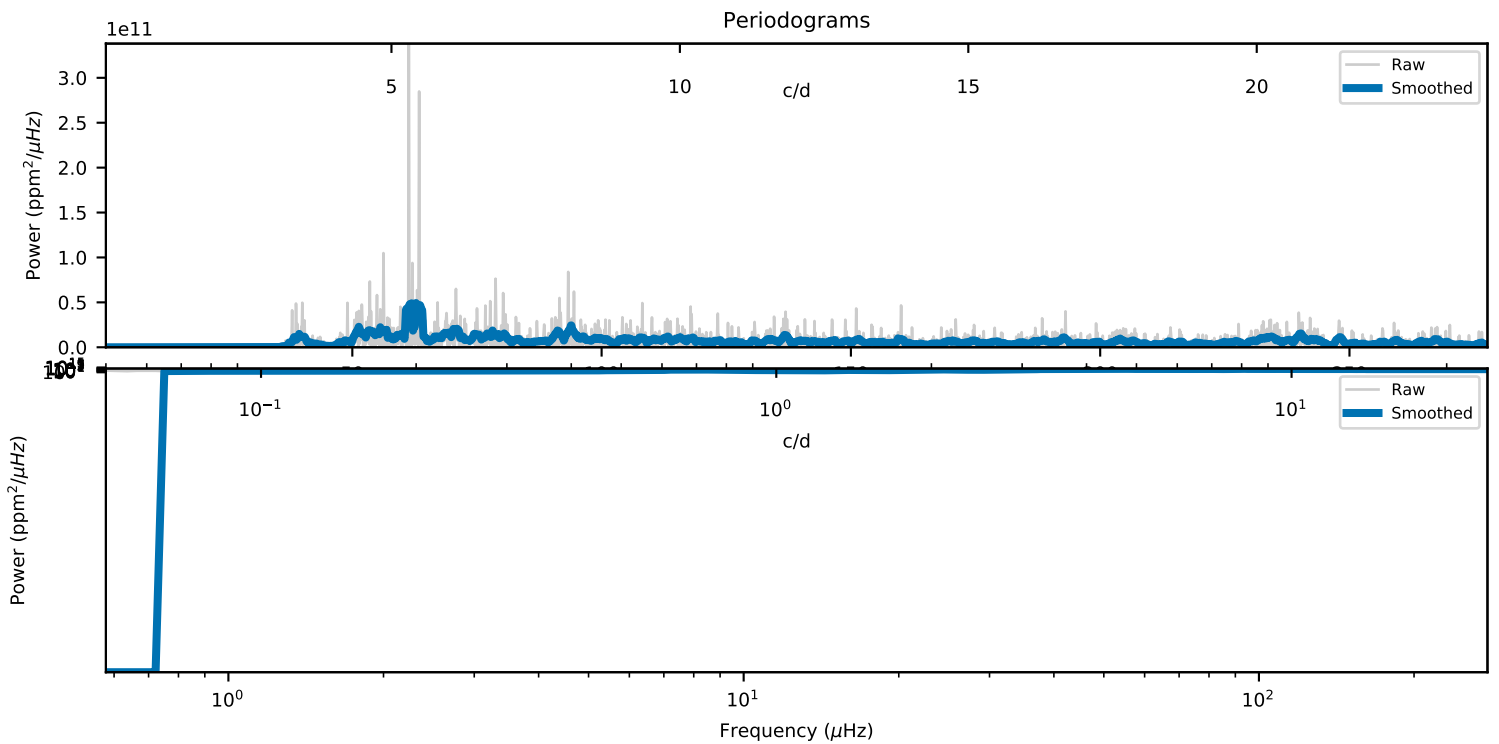 Periodograms
1e11
Power (ppm²/μHz)
3.0
2.5
2.0
1.5
1.0
0.5
0.0
5
10
15
20
c/d
Raw
Smoothed
Power (ppm²/μHz)
10⁻¹
10⁰
10¹
c/d
Raw
Smoothed
10⁰
10¹
10²
Frequency (μHz)